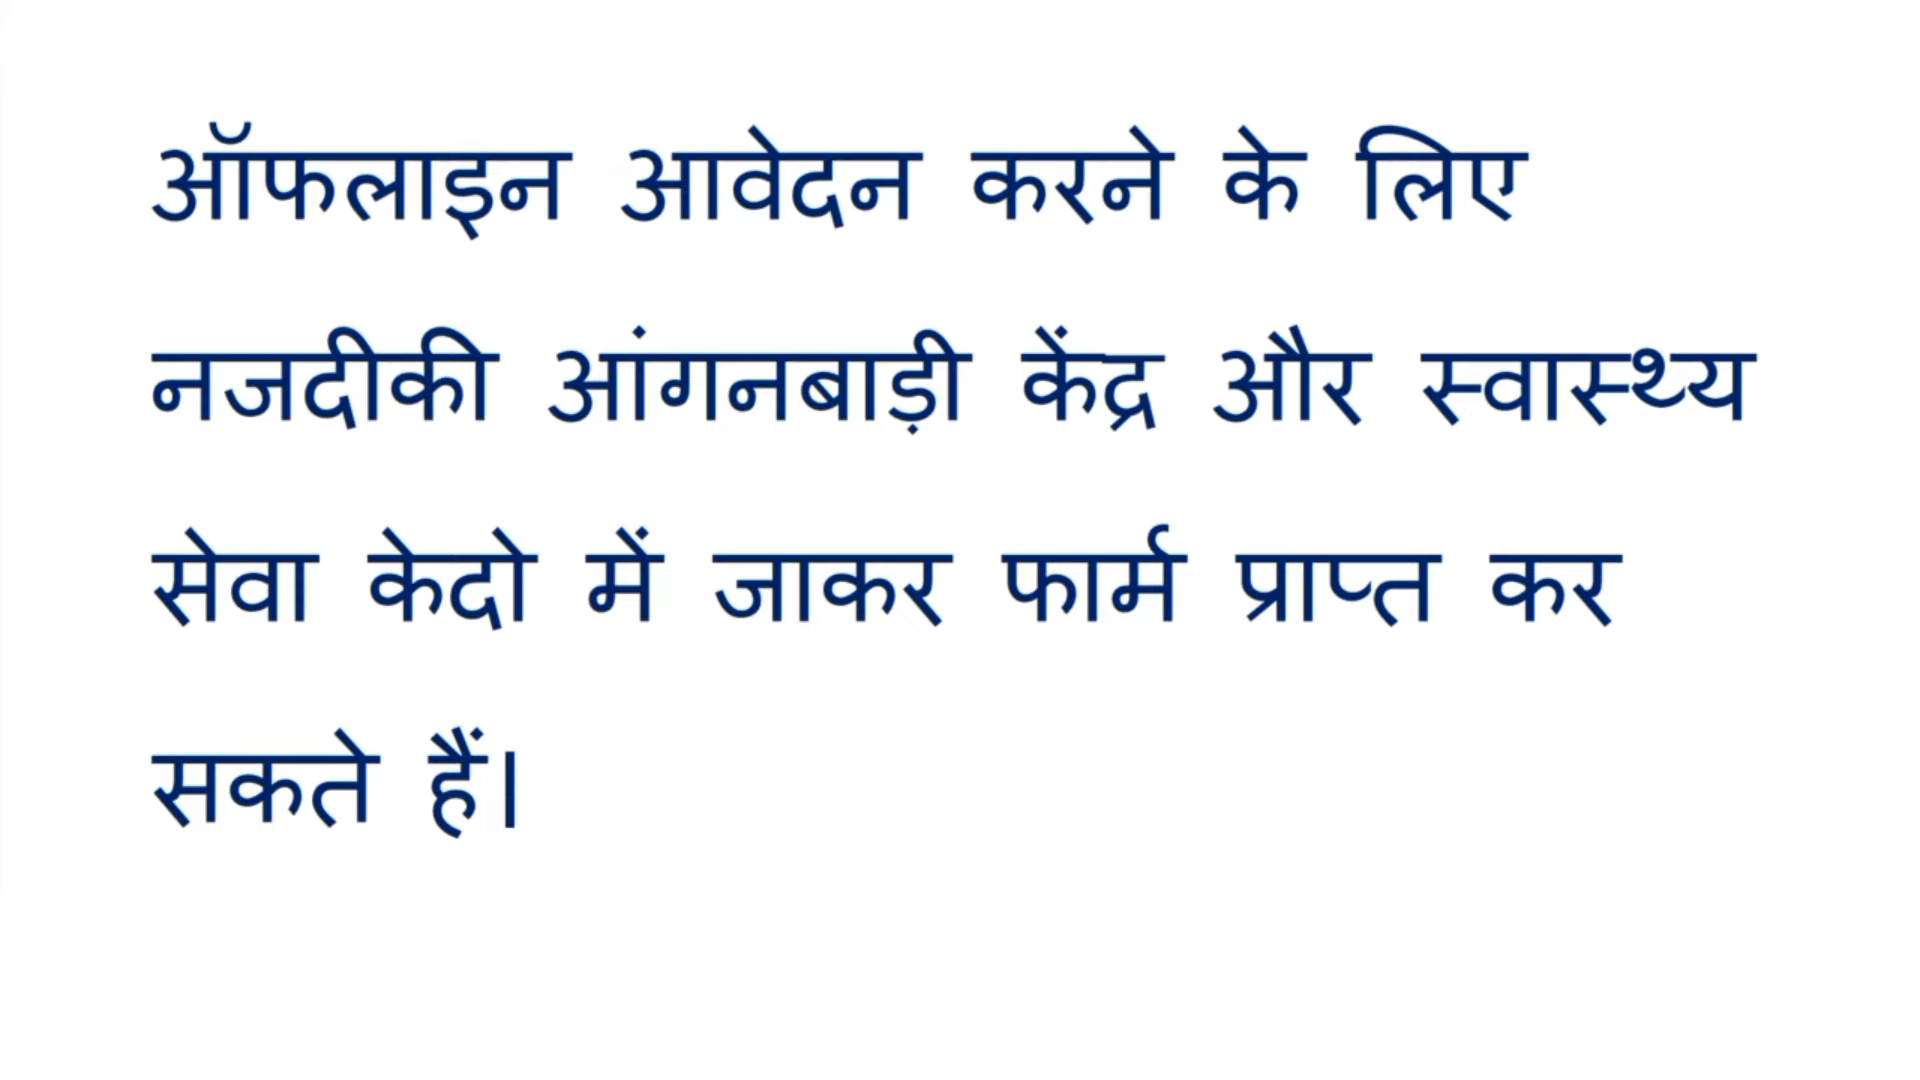 ऑफलाइन आवेदन करने के लिए
नजदीकी आंगनबाड़ी केंद्र और स्वास्थ्य
सेवा केदो में जाकर फार्म प्राप्त कर
सकते हैं।